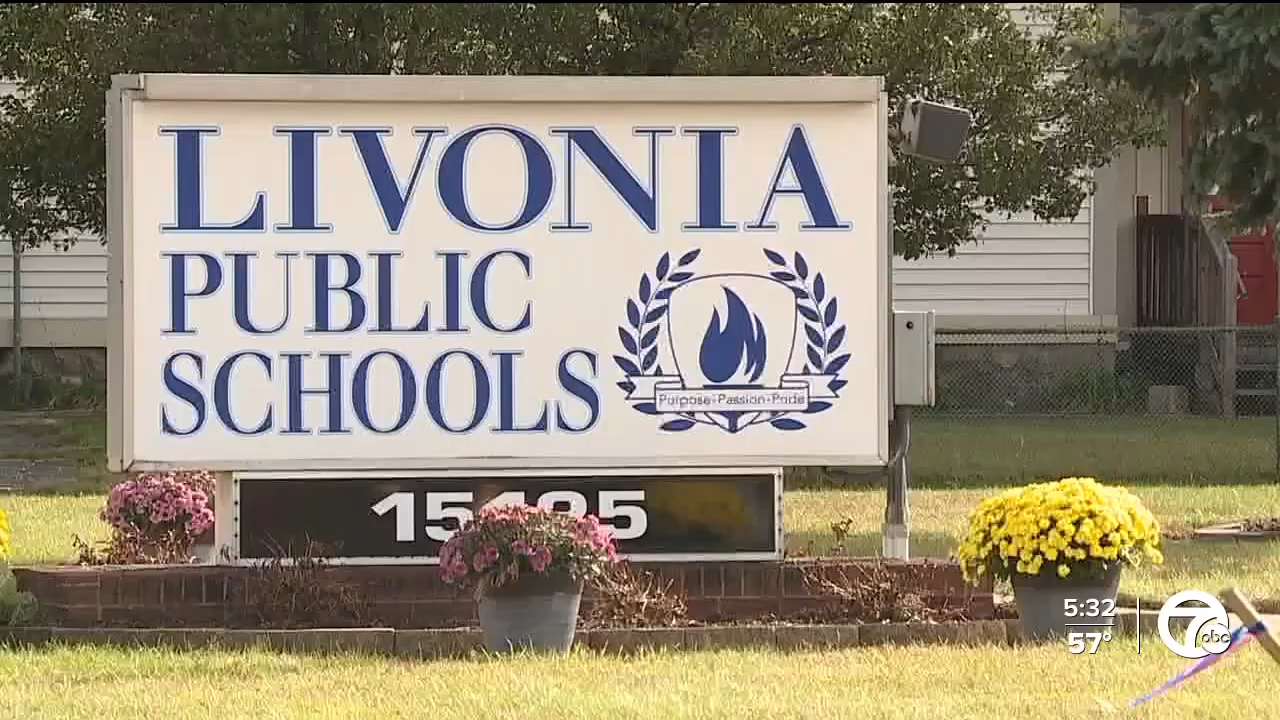 LIVONIA
PUBLIC
SCHOOLS
Purpose-Passion-Pride
5:32
57°
7 abc